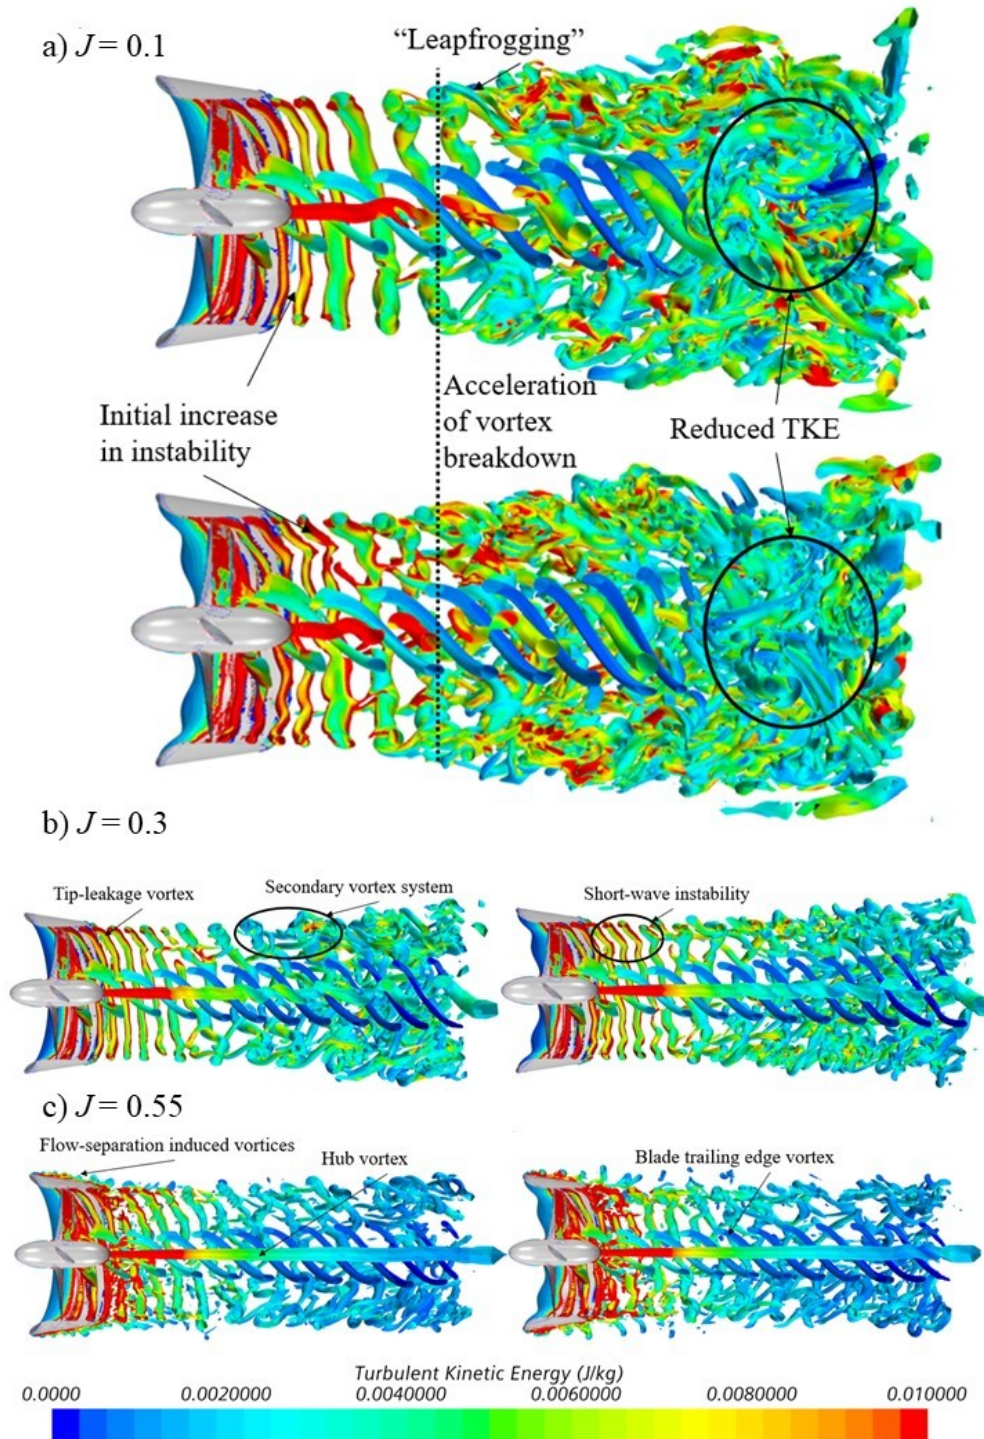 a) J = 0.1
“Leapfrogging”
Initial increase
in instability
Acceleration
of vortex
breakdown
Reduced TKE
b) J = 0.3
Tip-leakage vortex
Secondary vortex system
Short-wave instability
c) J = 0.55
Flow-separation induced vortices
Hub vortex
Blade trailing edge vortex
Turbulent Kinetic Energy (J/kg)
0.0000 0.0020000 0.0040000 0.0060000 0.0080000 0.010000